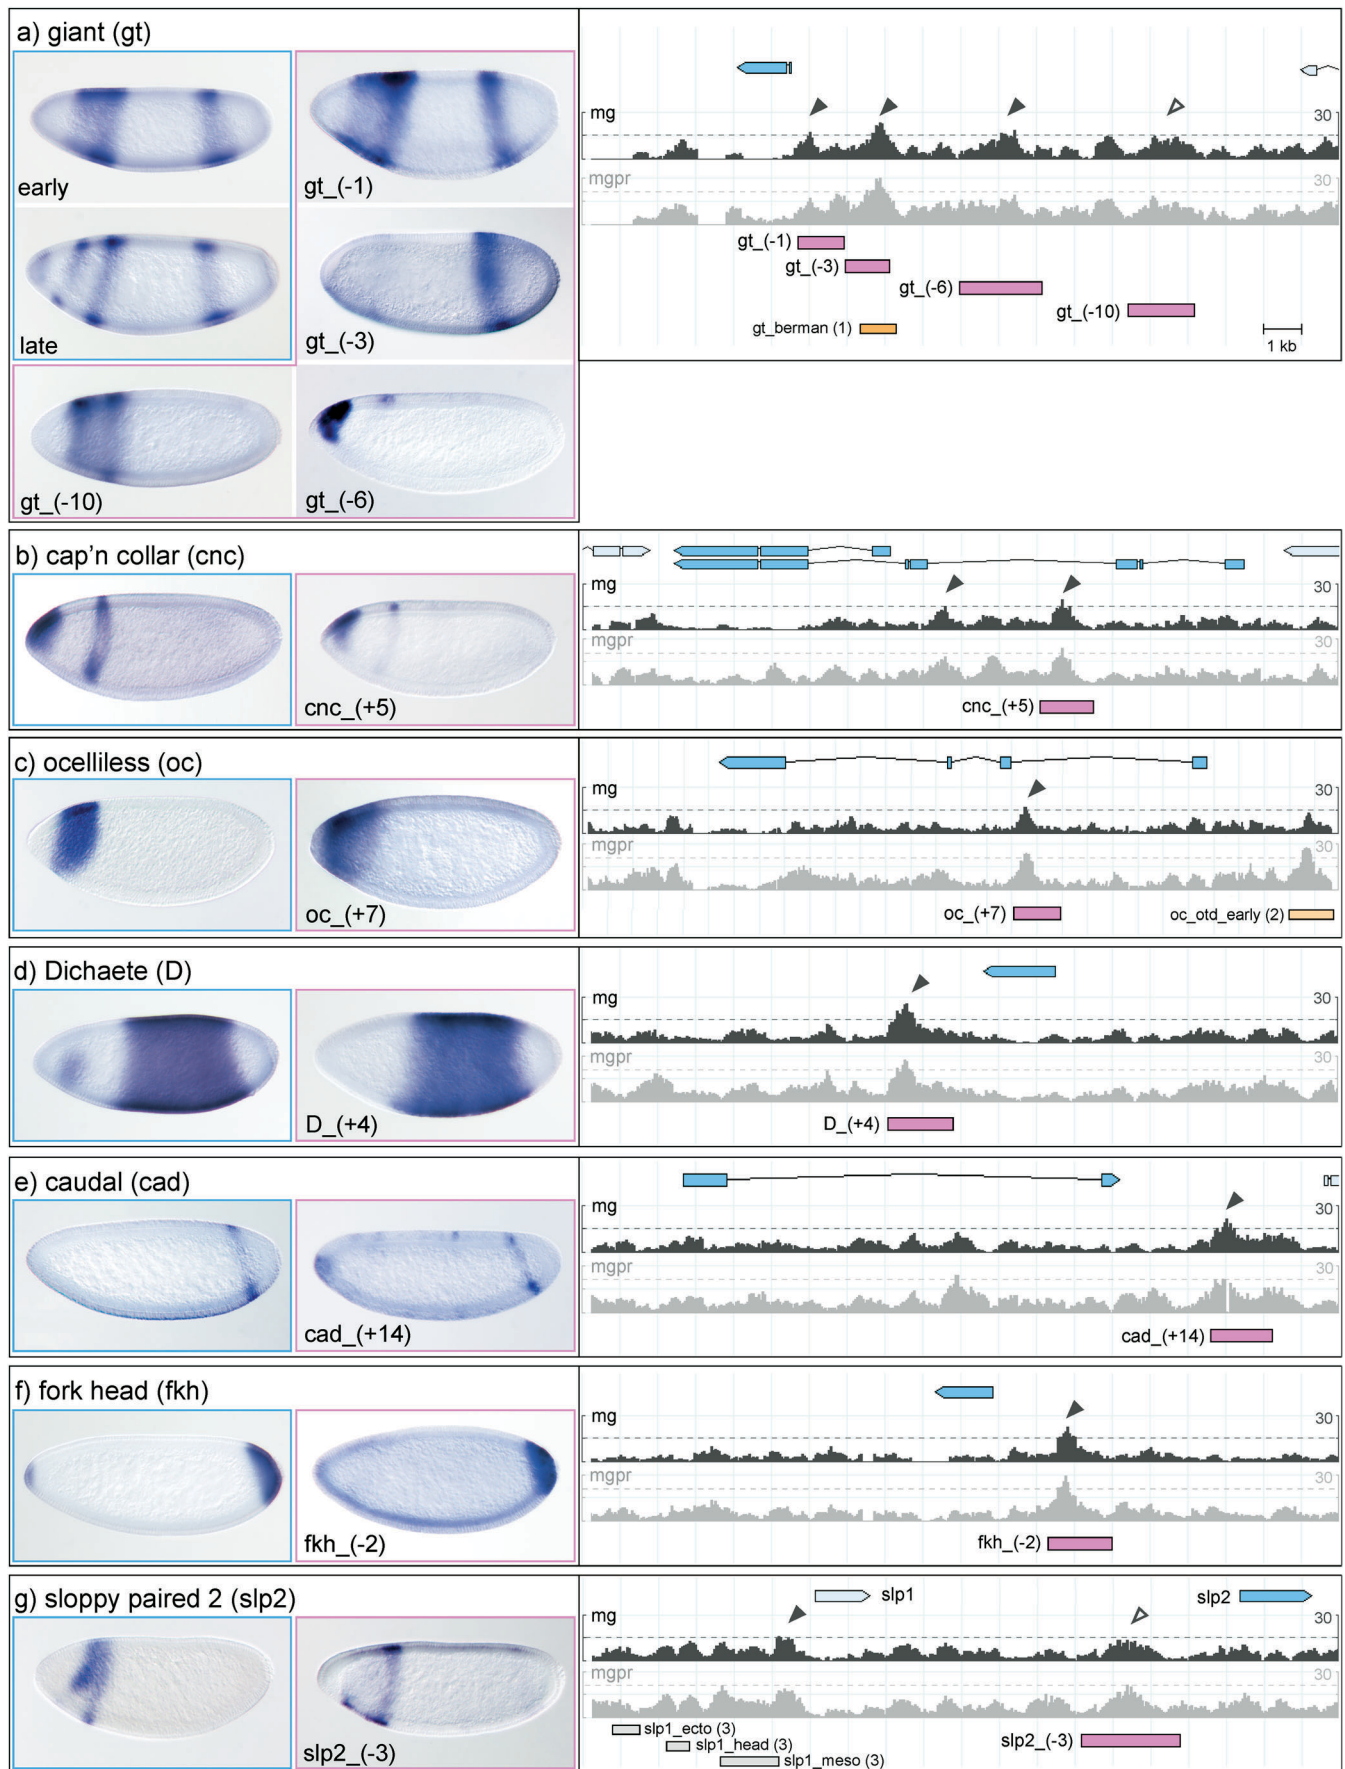 a) giant (gt)
early
gt_(-1)
late
gt_(-3)
gt_(-10)
gt_(-6)
mg
30
mgpr
30
gt_(-1)
gt_(-3)
gt_(-6)
gt_(-10)
gt_berman (1)
1 kb
b) cap'n collar (cnc)
cnc_(+5)
mg
30
mgpr
30
cnc_(+5)
c) ocelliless (oc)
oc_(+7)
mg
30
mgpr
30
oc_(+7)
oc_otd_early (2)
d) Dichaete (D)
D_(+4)
mg
30
mgpr
30
D_(+4)
e) caudal (cad)
cad_(+14)
mg
30
mgpr
30
cad_(+14)
f) fork head (fkh)
fkh_(-2)
mg
30
mgpr
30
fkh_(-2)
g) sloppy paired 2 (slp2)
slp2_(-3)
slp1
slp2
mg
30
mgpr
30
slp1_ecto (3)
slp1_head (3)
slp1_meso (3)
slp2_(-3)